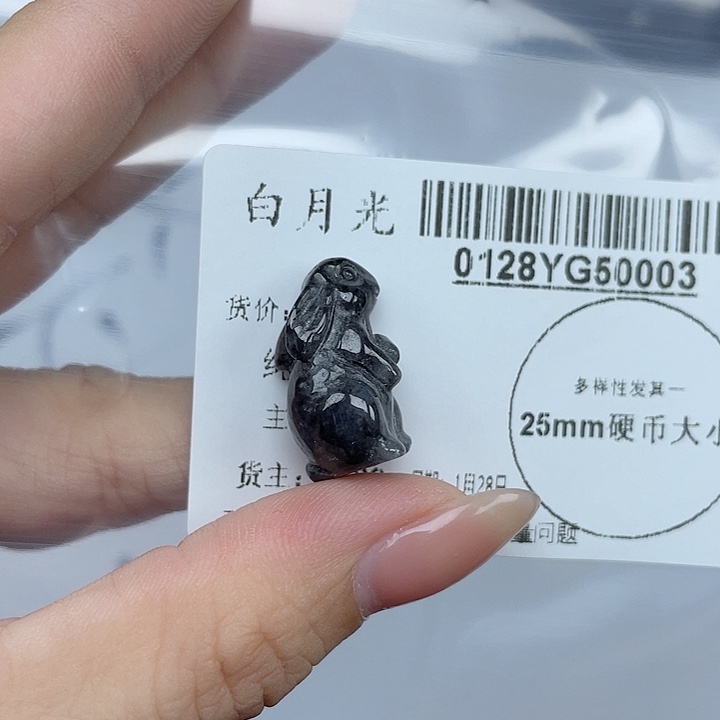 白月光
0128YG50003
货价:
主
货主:
1月28日
多样性发其一
25mm硬币大小
量问题